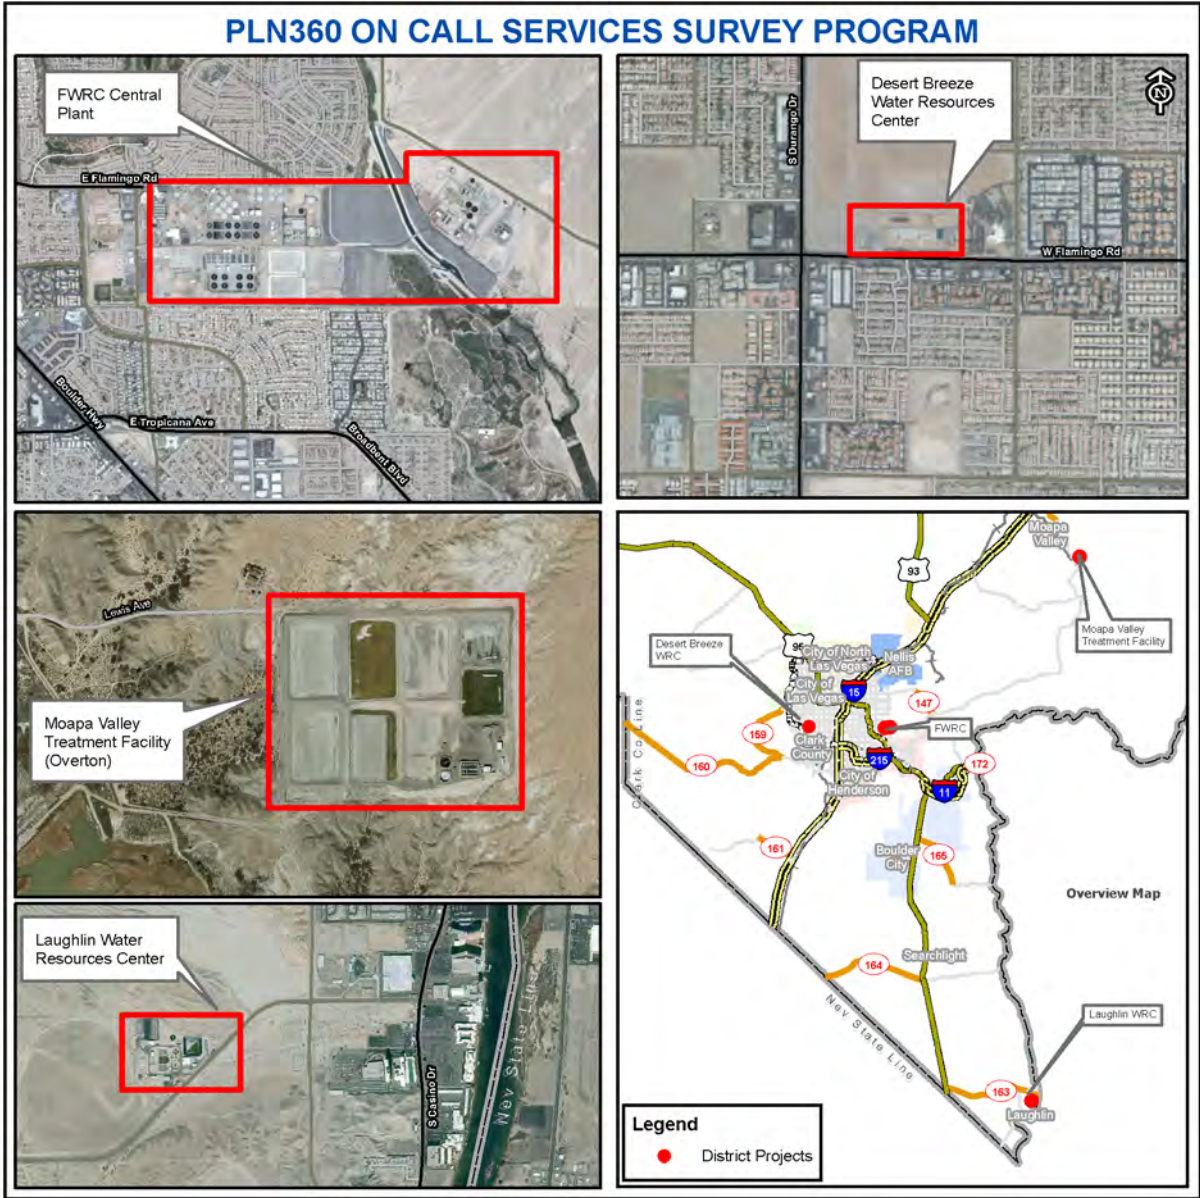 PLN360 ON CALL SERVICES SURVEY PROGRAM
FWRC Central
Plant
E Flamingo Rd
Boulder Hwy
E Tropicana Ave
Broadbent Blvd
Desert Breeze
Water Resources
Center
N
S Durango Dr
W Flamingo Rd
Lewis Ave
Moapa Valley
Treatment Facility
(Overton)
Laughlin Water
Resources Center
S Casino Dr
Nev State Line
Moapa
Valley
93
Moapa Valley
Treatment Facility
Desert Breeze
WRC
City of North
Las Vegas
Nellis
AFB
City of
Las Vegas
15
147
159
Clark
County
FWRC
160
215
172
City of
Henderson
11
Clark Co Line
161
Boulder
City
165
Overview Map
Searchlight
164
Nev State Line
Laughlin WRC
163
Laughlin
Legend
District Projects